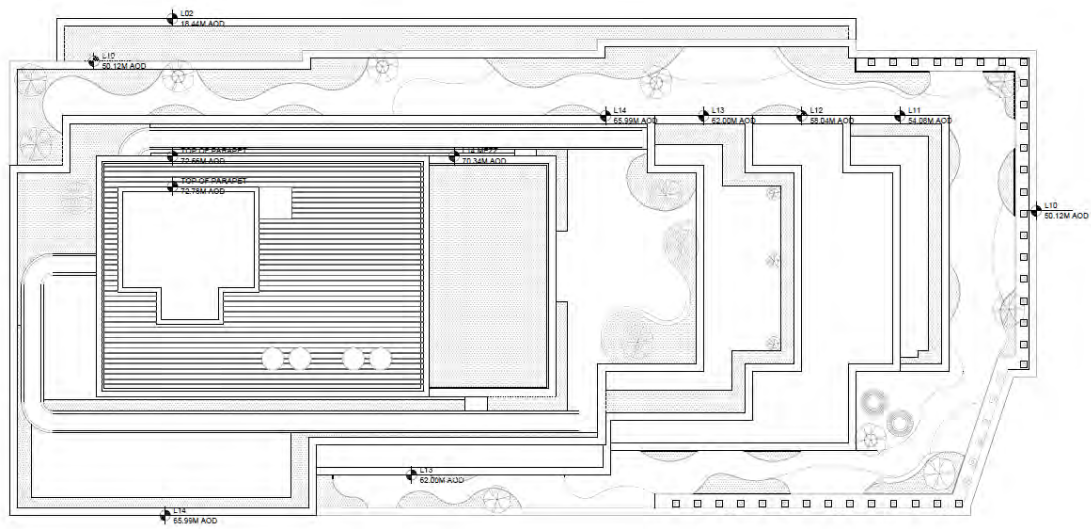 L02
18.44M AOD
L10
50.12M AOD
L14
65.99M AOD
L13
62.00M AOD
L12
58.04M AOD
L11
54.08M AOD
TOP OF PARAPET
72.66M AOD
L14 MEZZ
70.34M AOD
TOP OF PARAPET
72.78M AOD
L10
50.12M AOD
L13
62.00M AOD
L14
65.99M AOD